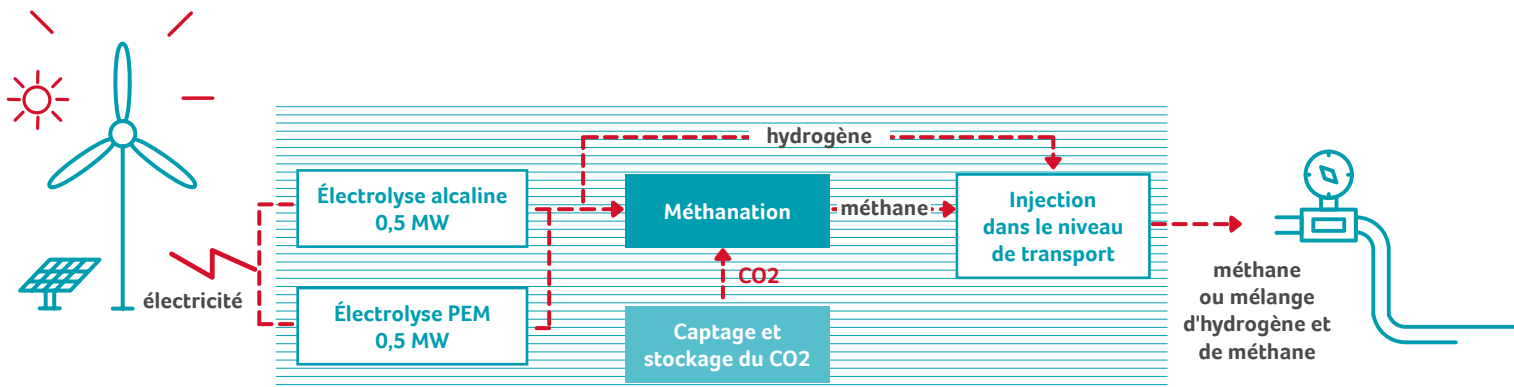 électricité
Électrolyse alcaline
0,5 MW
Électrolyse PEM
0,5 MW
hydrogène
Méthanation
méthane
CO2
Captage et
stockage du CO2
Injection
dans le niveau
de transport
méthane
ou mélange
d'hydrogène et
de méthane